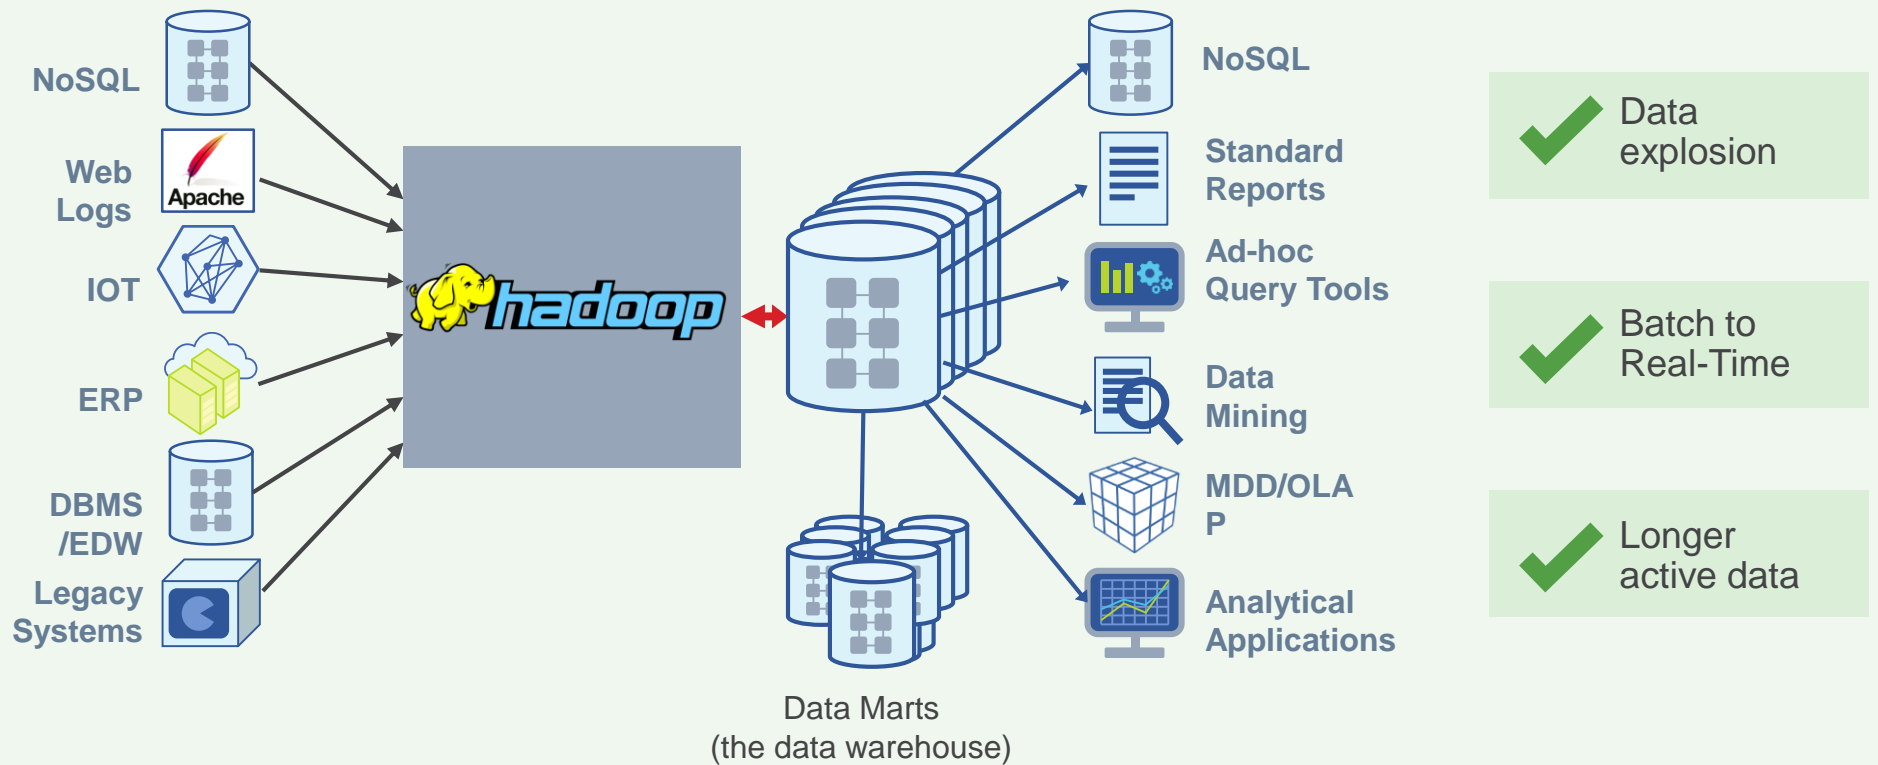 NoSQL
Web
Logs
Apache
IOT
ERP
DBMS
/EDW
Legacy
Systems
hadoop
Data Marts
(the data warehouse)
NoSQL
Standard
Reports
Ad-hoc
Query Tools
Data
Mining
MDD/OLA
P
Analytical
Applications
Data
explosion
Batch to
Real-Time
Longer
active data